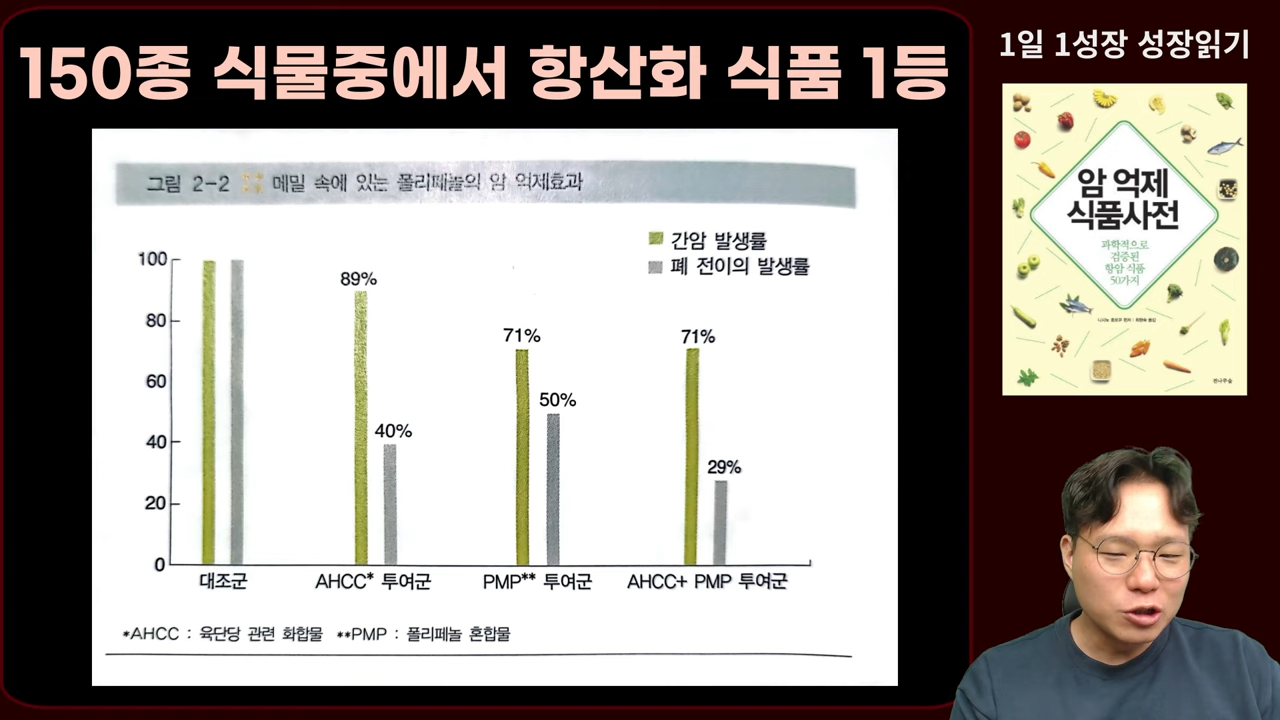 150종 식물중에서 항산화 식품 1등
그림 2-2 메밀 속에 있는 폴리페놀의 암 억제효과
간암 발생률
폐 전이의 발생률
100
80
60
40
20
0
89%
40%
71%
50%
71%
29%
대조군
AHCC* 투여군
PMP** 투여군
AHCC+ PMP 투여군
*AHCC : 육단당 관련 화합물 **PMP : 폴리페놀 혼합물
1일 1성장 성장읽기
암 억제
식품사전
과학적으로
검증된
항암 식품
50가지
전나무숲